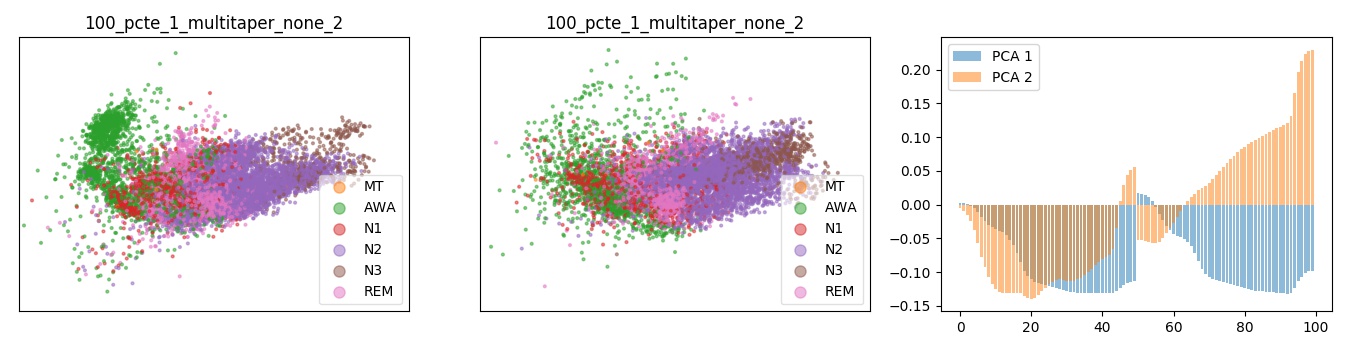 100_pcte_1_multitaper_none_2
MT
AWA
N1
N2
N3
REM
100_pcte_1_multitaper_none_2
MT
AWA
N1
N2
N3
REM
PCA 1
PCA 2
0.20
0.15
0.10
0.05
0.00
−0.05
−0.10
−0.15
0 20 40 60 80 100